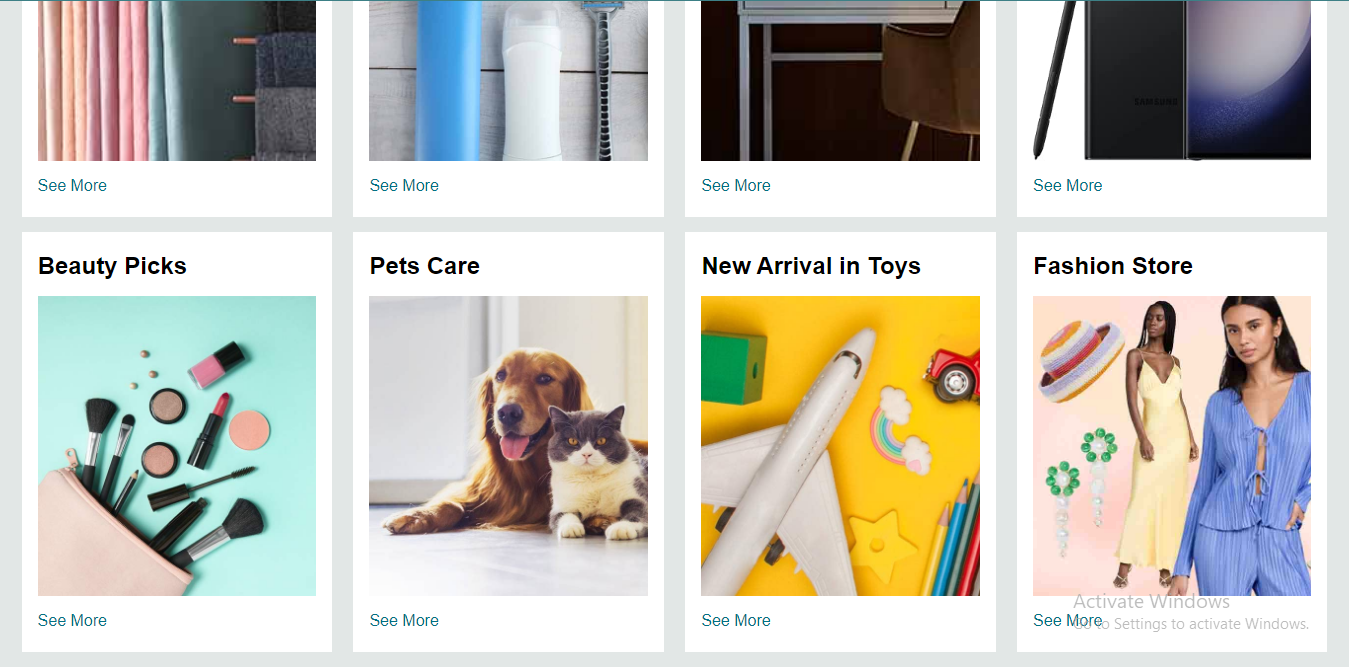 SAMSUNG
See More
See More
See More
See More
Beauty Picks
Pets Care
New Arrival in Toys
Fashion Store
See More
See More
See More
See More
Activate Windows
Go to Settings to activate Windows.